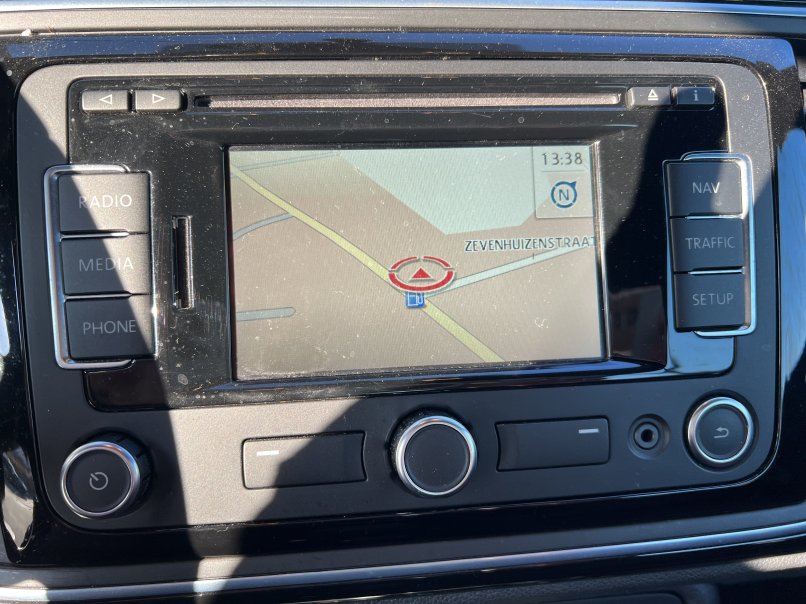 i
RADIO
MEDIA
PHONE
13:38
N
ZEVENHUIZENSTRAAT
NAV
TRAFFIC
SETUP